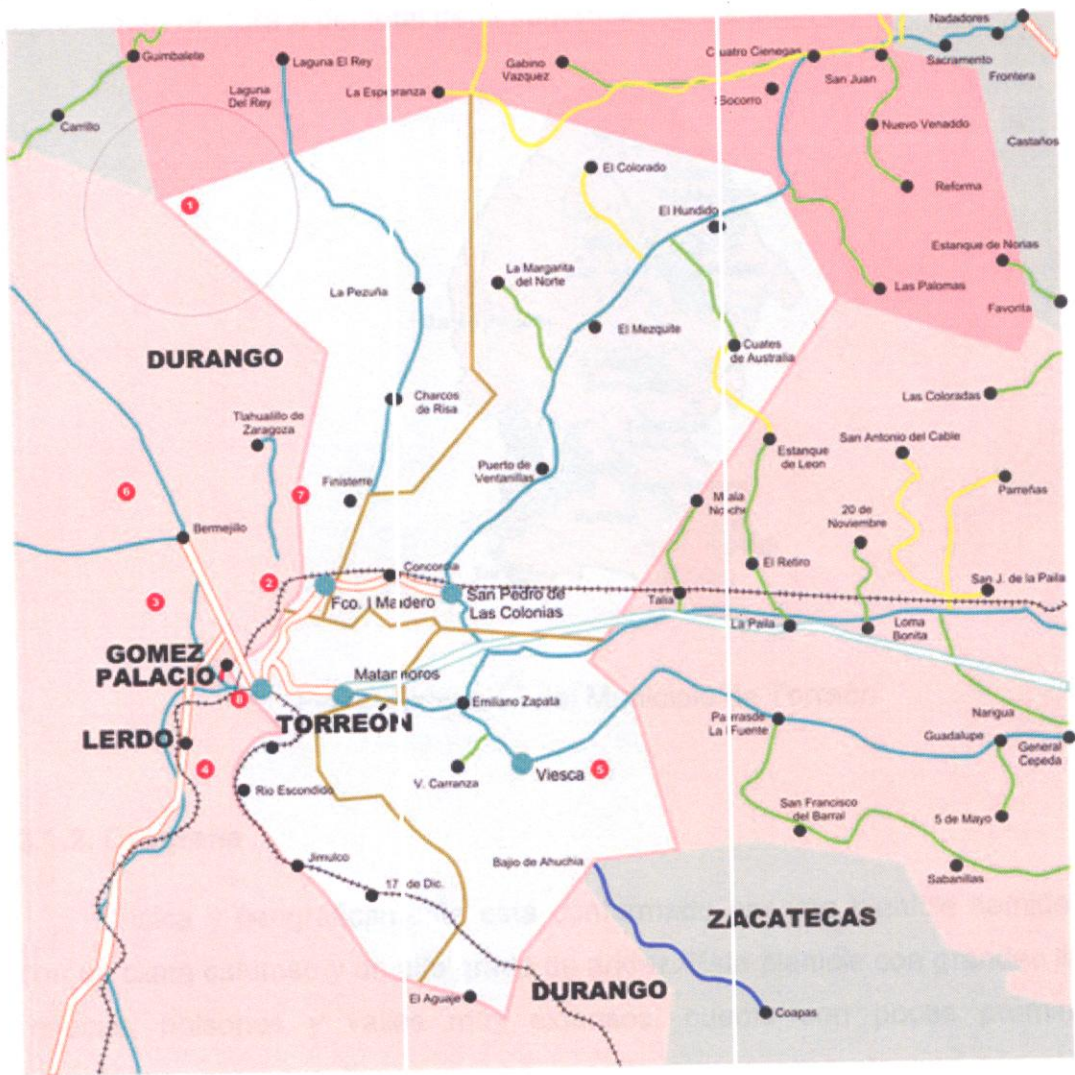 Nadadores
Guimbalete
Laguna El Rey
Gabino
Vazquez
Cuatro Cienegas
San Juan
Sacramento
Frontera
Laguna
Del Rey
La Esperanza
Socorro
Carrillo
Nuevo Venaddo
Castaños
El Colorado
Reforma
1
El Hundido
Estanque de Norias
La Margarita
del Norte
La Pezuña
Las Palomas
Favorita
El Mezquite
DURANGO
Cuates
de Australia
Charcos
de Risa
Las Coloradas
Tlahualillo de
Zaragoza
San Antonio del Cable
Estanque
de Leon
Puerto de
Ventanillas
Finisterre
Parreñas
6
7
20 de
Noviembre
Bermejillo
El Retiro
Concordia
2
San J. de la Paila
Fco. I Madero
San Pedro de
Las Colonias
3
Talia
La Paila
Loma
Bonita
GOMEZ
PALACIO
Matamoros
8
Emiliano Zapata
TORREÓN
Parrasde
La Fuente
Narigua
LERDO
Guadalupe
General
Cepeda
4
Viesca
5
V. Carranza
Rio Escondido
San Francisco
del Barral
5 de Mayo
Jimulco
Bajio de Ahuchia
Sabanillas
17 de Dic.
ZACATECAS
DURANGO
El Aguaje
Coapas